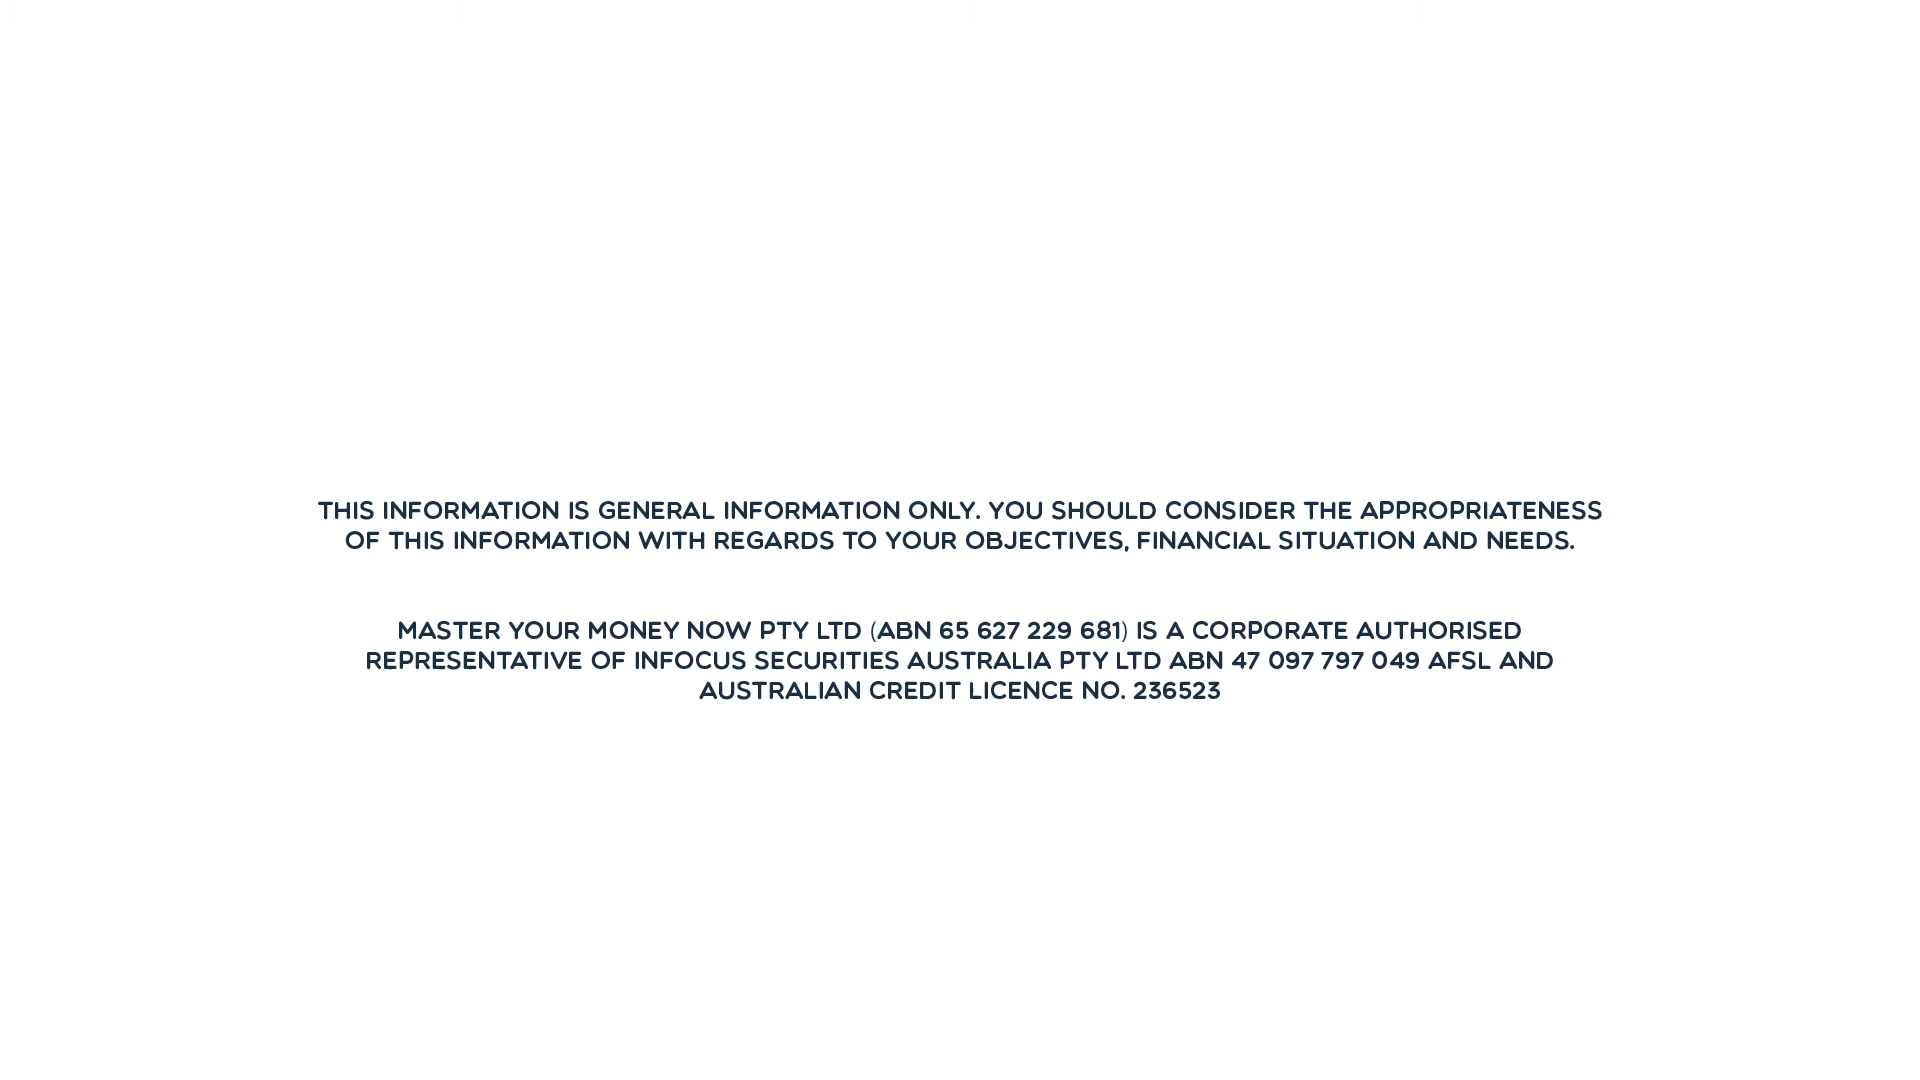 THIS INFORMATION IS GENERAL INFORMATION ONLY. YOU SHOULD CONSIDER THE APPROPRIATENESS
OF THIS INFORMATION WITH REGARDS TO YOUR OBJECTIVES, FINANCIAL SITUATION AND NEEDS.
MASTER YOUR MONEY NOW PTY LTD (ABN 65 627 229 681) IS A CORPORATE AUTHORISED
REPRESENTATIVE OF INFOCUS SECURITIES AUSTRALIA PTY LTD ABN 47 097 797 049 AFSL AND
AUSTRALIAN CREDIT LICENCE NO. 236523